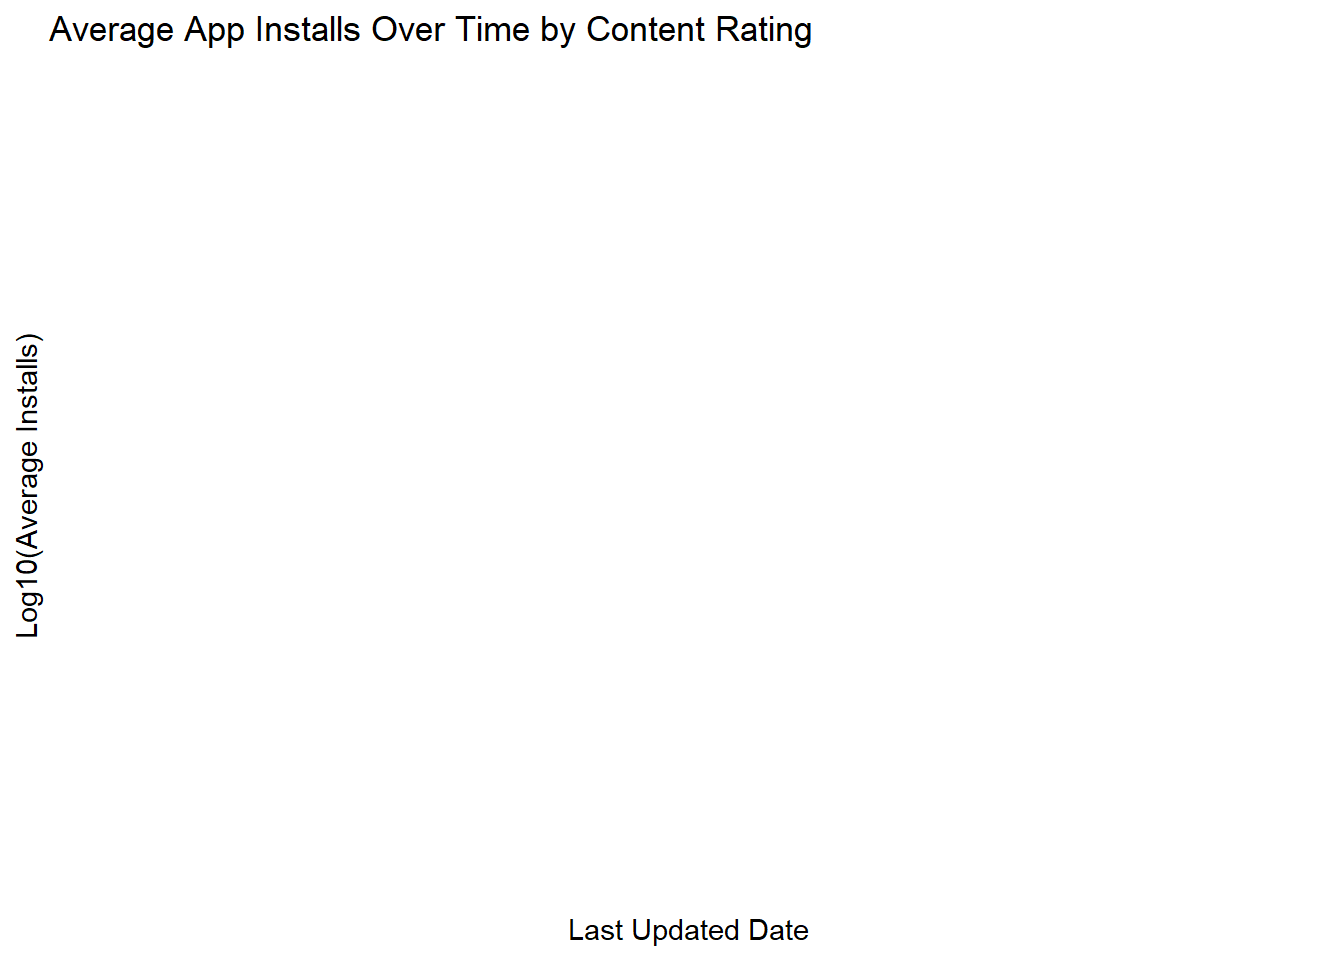 Average App Installs Over Time by Content Rating
Log10(Average Installs)
Last Updated Date